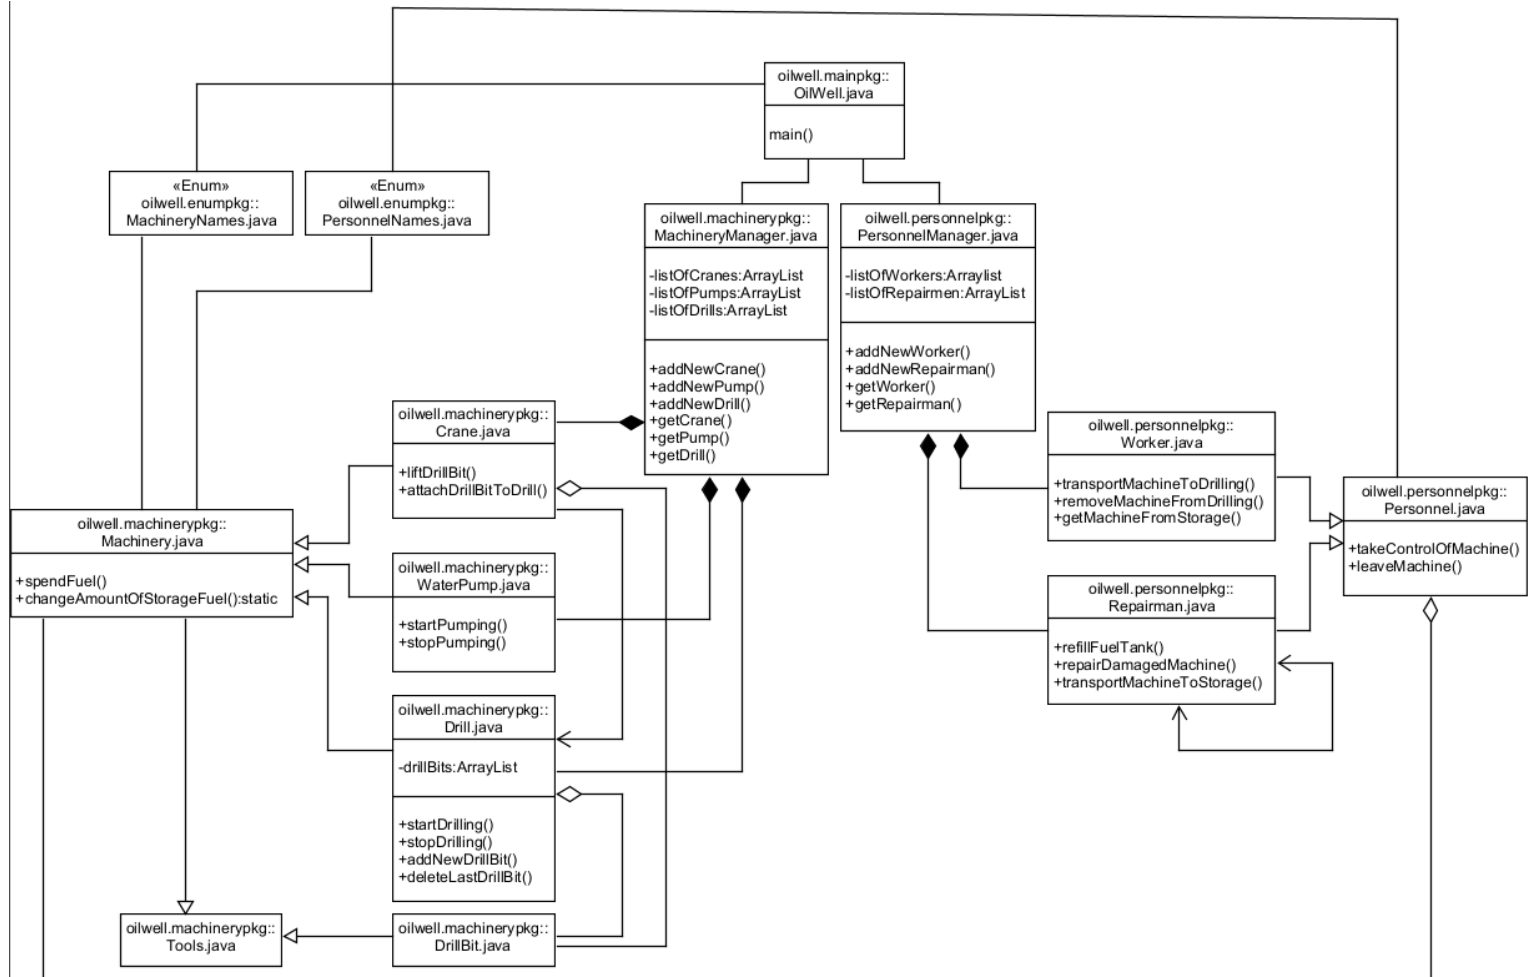 oilwell.mainpkg::
OilWell.java
main()
«Enum»
oilwell.enumpkg::
MachineryNames.java
«Enum»
oilwell.enumpkg::
PersonnelNames.java
oilwell.machinerypkg::
MachineryManager.java
-listOfCranes:ArrayList
-listOfPumps:ArrayList
-listOfDrills:ArrayList
+addNewCrane()
+addNewPump()
+addNewDrill()
+getCrane()
+getPump()
+getDrill()
oilwell.personnelpkg::
PersonnelManager.java
-listOfWorkers:Arraylist
-listOfRepairmen:ArrayList
+addNewWorker()
+addNewRepairman()
+getWorker()
+getRepairman()
oilwell.machinerypkg::
Crane.java
+liftDrillBit()
+attachDrillBitToDrill()
oilwell.personnelpkg::
Worker.java
+transportMachineToDrilling()
+removeMachineFromDrilling()
+getMachineFromStorage()
oilwell.personnelpkg::
Personnel.java
+takeControlOfMachine()
+leaveMachine()
oilwell.machinerypkg::
Machinery.java
+spendFuel()
+changeAmountOfStorageFuel():static
oilwell.machinerypkg::
WaterPump.java
+startPumping()
+stopPumping()
oilwell.personnelpkg::
Repairman.java
+refillFuelTank()
+repairDamagedMachine()
+transportMachineToStorage()
oilwell.machinerypkg::
Drill.java
-drillBits:ArrayList
+startDrilling()
+stopDrilling()
+addNewDrillBit()
+deleteLastDrillBit()
oilwell.machinerypkg::
Tools.java
oilwell.machinerypkg::
DrillBit.java